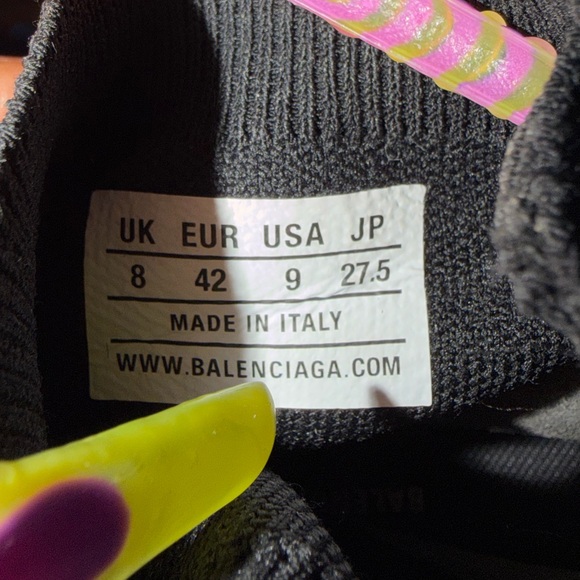 UK EUR USA JP
8 42 9 27.5
MADE IN ITALY
WWW.BALENCIAGA.COM